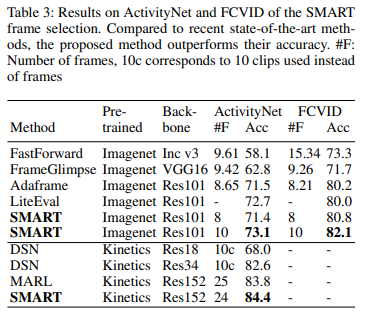 Table 3: Results on ActivityNet and FCVID of the SMART
frame selection. Compared to recent state-of-the-art meth-
ods, the proposed method outperforms their accuracy. #F:
Number of frames, 10c corresponds to 10 clips used instead
of frames
Pre- Back- ActivityNet FCVID
Method trained bone #F Acc #F Acc
FastForward Imagenet Inc v3 9.61 58.1 15.34 73.3
FrameGlimpse Imagenet VGG16 9.42 62.8 9.26 71.7
Adaframe Imagenet Res101 8.65 71.5 8.21 80.2
LiteEval Imagenet Res101 - 72.7 - 80.0
SMART Imagenet Res101 8 71.4 8 80.8
SMART Imagenet Res101 10 73.1 10 82.1
DSN Kinetics Res18 10c 68.0 - -
DSN Kinetics Res34 10c 82.6 - -
MARL Kinetics Res152 25 83.8 - -
SMART Kinetics Res152 24 84.4 - -